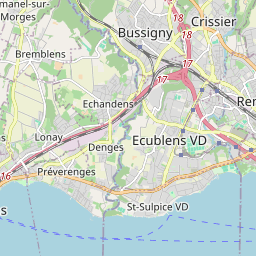 manel-sur-
Morges
Crissier
18
Bussigny
18
Bremblens
17
17
Echandens
Ren
Lonay
Denges
Ecublens VD
16
Préverenges
s
St-Sulpice VD